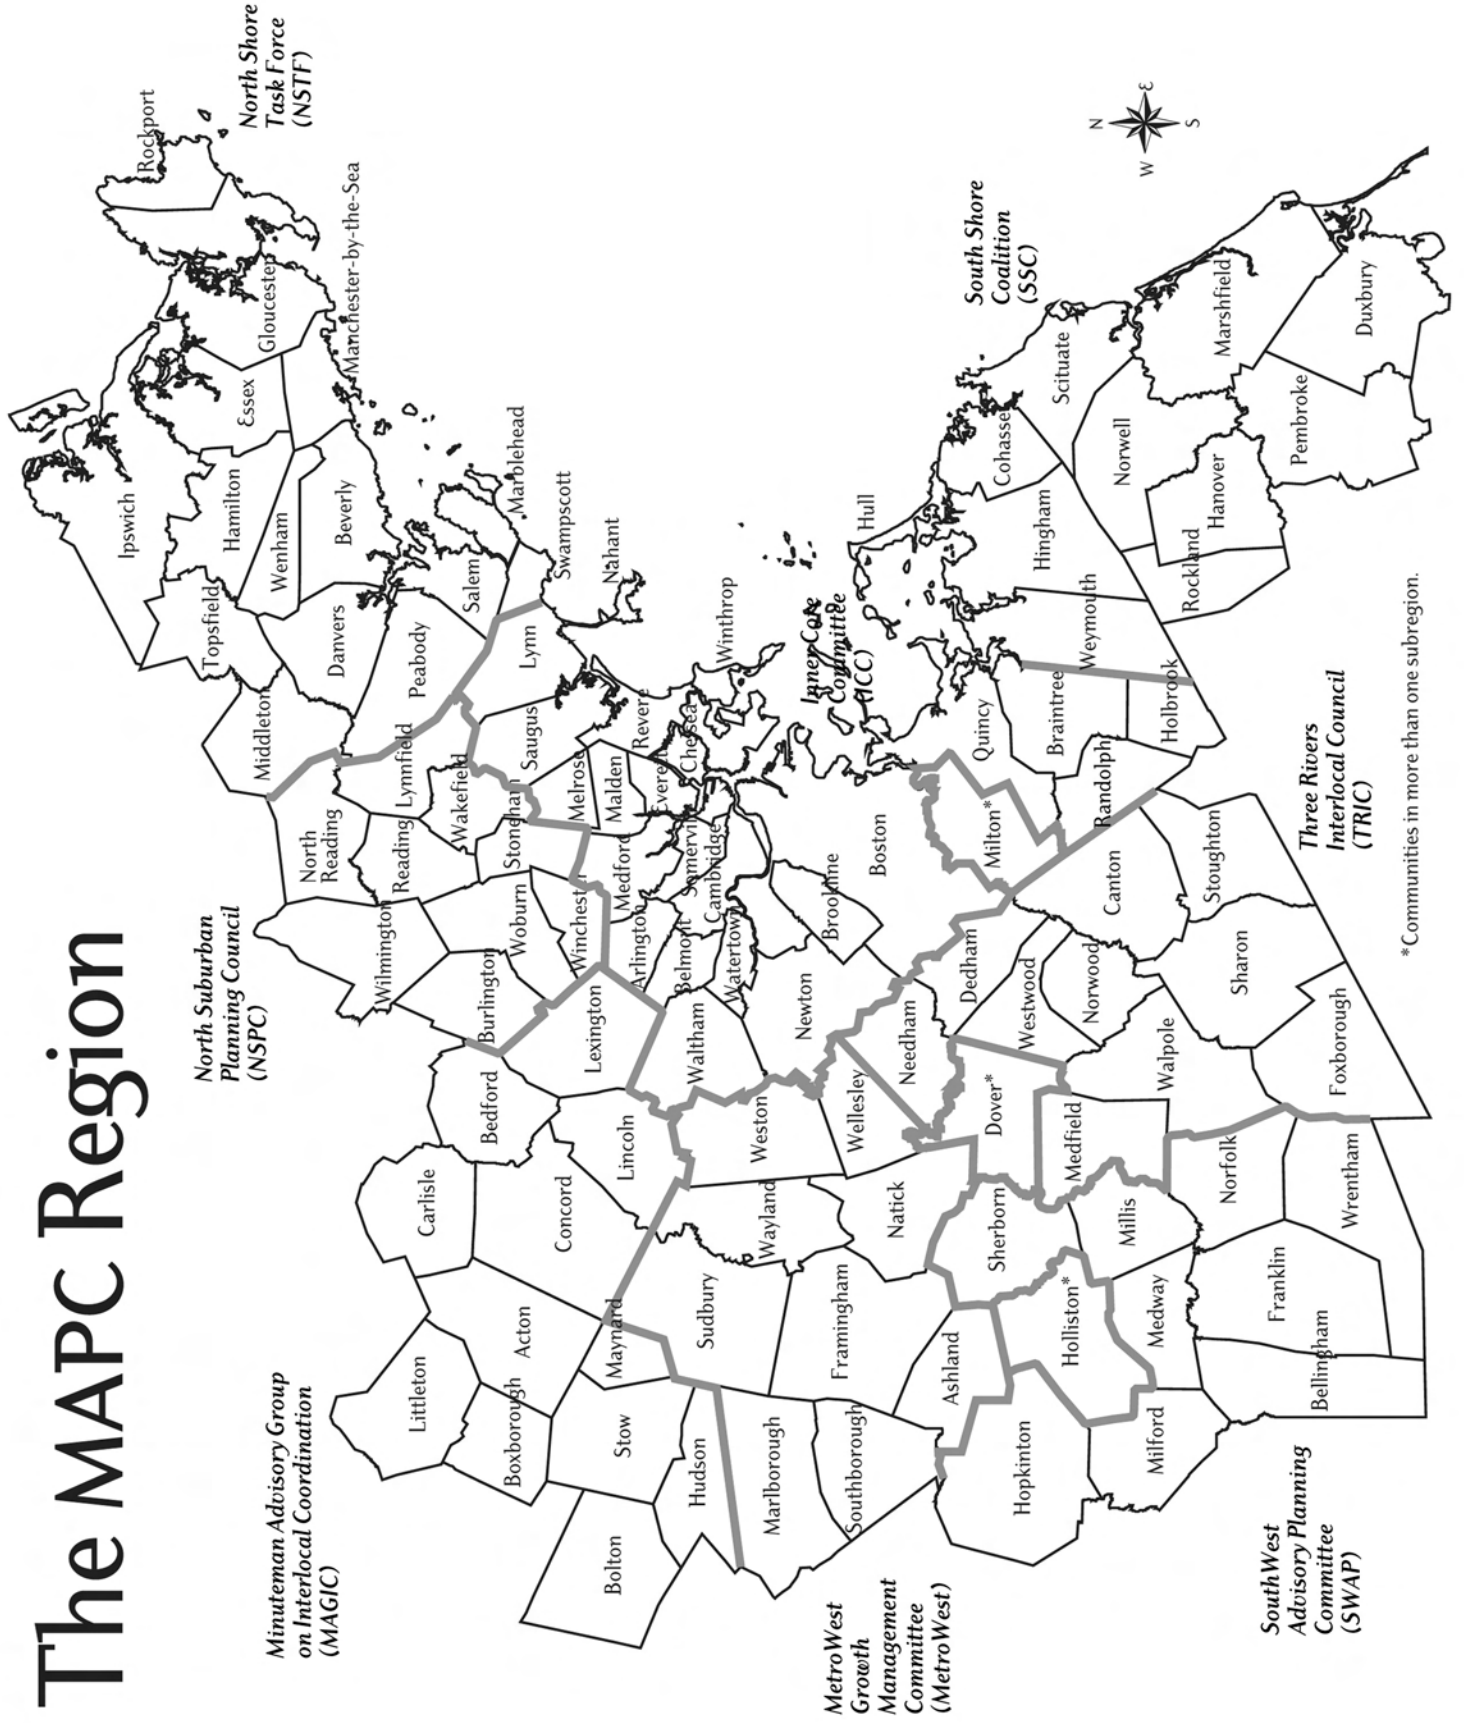 The MAPC Region
North Shore
Task Force
(NSTF)
North Suburban
Planning Council
(NSPC)
Minuteman Advisory Group
on Interlocal Coordination
(MAGIC)
Inner Core
Committee
(ICC)
South Shore
Coalition
(SSC)
MetroWest
Growth
Management
Committee
(MetroWest)
SouthWest
Advisory Planning
Committee
(SWAP)
Three Rivers
Interlocal Council
(TRIC)
N
E
S
W
Rockport
Gloucester
Manchester-by-the-Sea
Essex
Ipswich
Hamilton
Wenham
Beverly
Topsfield
Danvers
Middleton
Peabody
Salem
Marblehead
Swampscott
Nahant
Lynn
Lynnfield
North
Reading
Reading
Wakefield
Saugus
Stoneham
Melrose
Malden
Revere
Everett
Chelsea
Winthrop
Wilmington
Burlington
Woburn
Winchester
Medford
Somerville
Cambridge
Arlington
Belmont
Watertown
Lexington
Waltham
Newton
Brookline
Boston
Bedford
Lincoln
Weston
Wellesley
Needham
Dedham
Milton*
Quincy
Hull
Carlisle
Concord
Littleton
Acton
Boxborough
Maynard
Stow
Hudson
Bolton
Sudbury
Wayland
Natick
Framingham
Marlborough
Southborough
Ashland
Hopkinton
Holliston*
Sherborn
Dover*
Medfield
Westwood
Norwood
Canton
Randolph
Braintree
Holbrook
Weymouth
Hingham
Cohasset
Scituate
Norwell
Hanover
Rockland
Marshfield
Pembroke
Duxbury
Milford
Medway
Millis
Norfolk
Franklin
Bellingham
Wrentham
Walpole
Sharon
Stoughton
Foxborough
*Communities in more than one subregion.